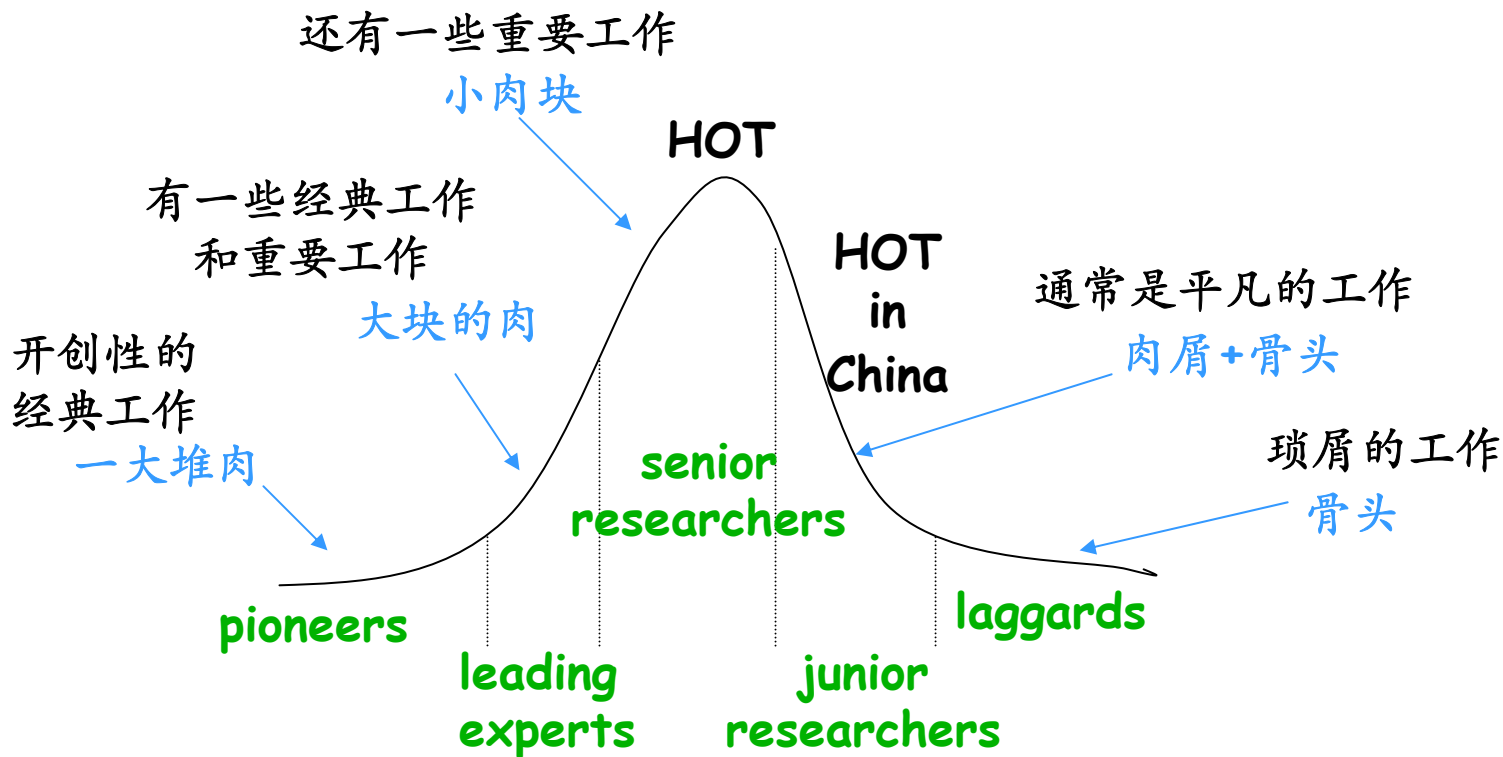 还有一些重要工作
小肉块
HOT
有一些经典工作
和重要工作
大块的肉
HOT
in
China
通常是平凡的工作
肉屑+骨头
开创性的
经典工作
一大堆肉
琐屑的工作
骨头
senior
researchers
pioneers
laggards
leading
experts
junior
researchers